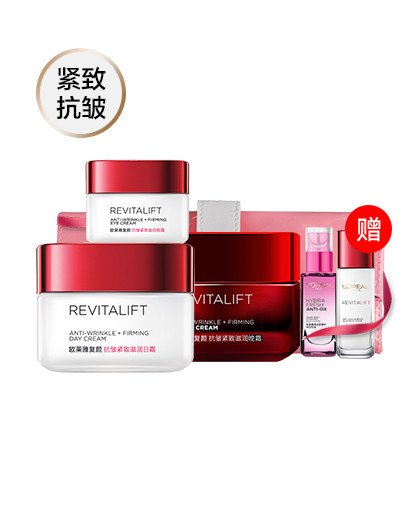 紧致
抗皱
REVITALIFT
ANTI-WRINKLE + FIRMING
EYE CREAM
欧莱雅复颜 抗皱紧致滋润眼霜
赠
REVITALIFT
ANTI-WRINKLE + FIRMING
DAY CREAM
欧莱雅复颜 抗皱紧致滋润日霜
VITALIFT
WRINKLE + FIRMING
CREAM
复颜 抗皱紧致滋润晚霜
HYDRA
FRESH
ANTI-OX
REVITALIFT